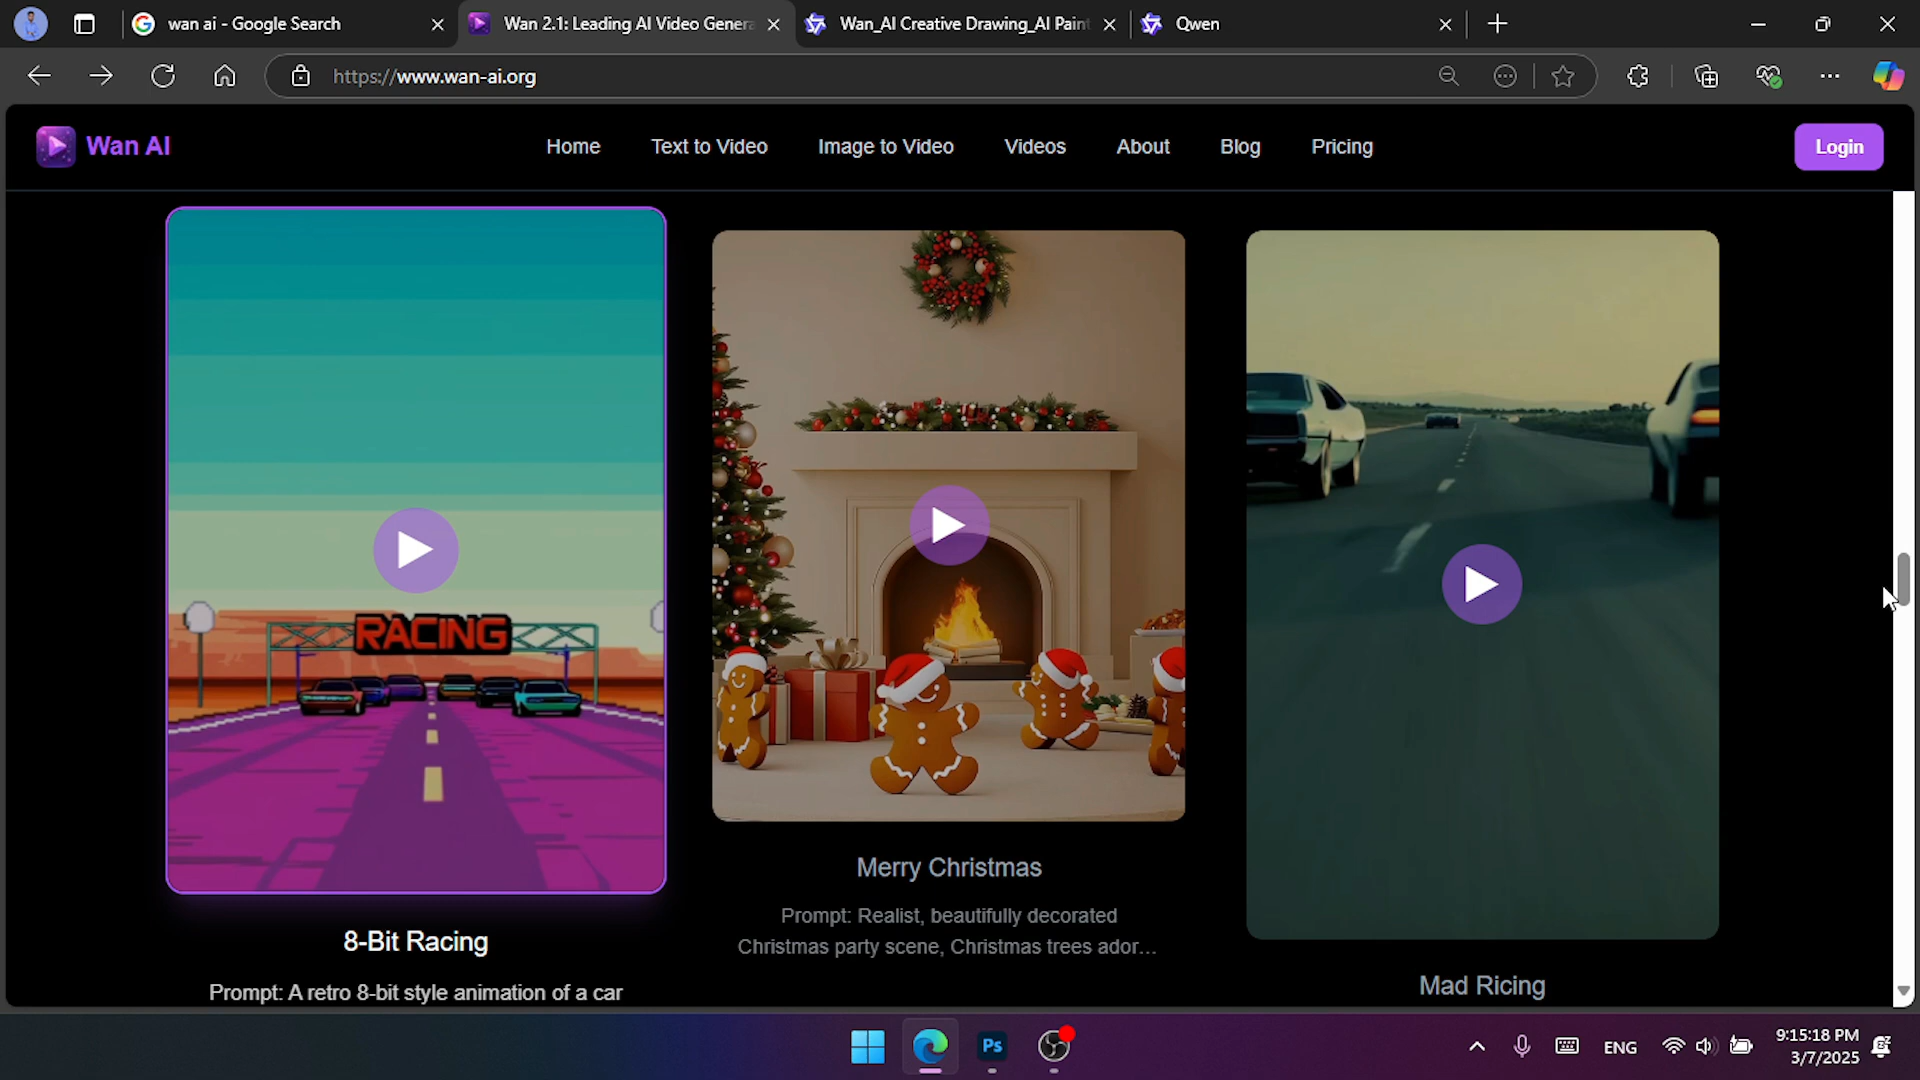 wan ai - Google Search
Wan 2.1: Leading AI Video Genera
Wan_AI Creative Drawing_AI Paint
Qwen
https://www.wan-ai.org
Wan AI
Home
Text to Video
Image to Video
Videos
About
Blog
Pricing
Login
RACING
8-Bit Racing
Prompt: A retro 8-bit style animation of a car
Merry Christmas
Prompt: Realist, beautifully decorated
Christmas party scene, Christmas trees ador...
Mad Ricing
Ps
ENG
9:15:18 PM
3/7/2025